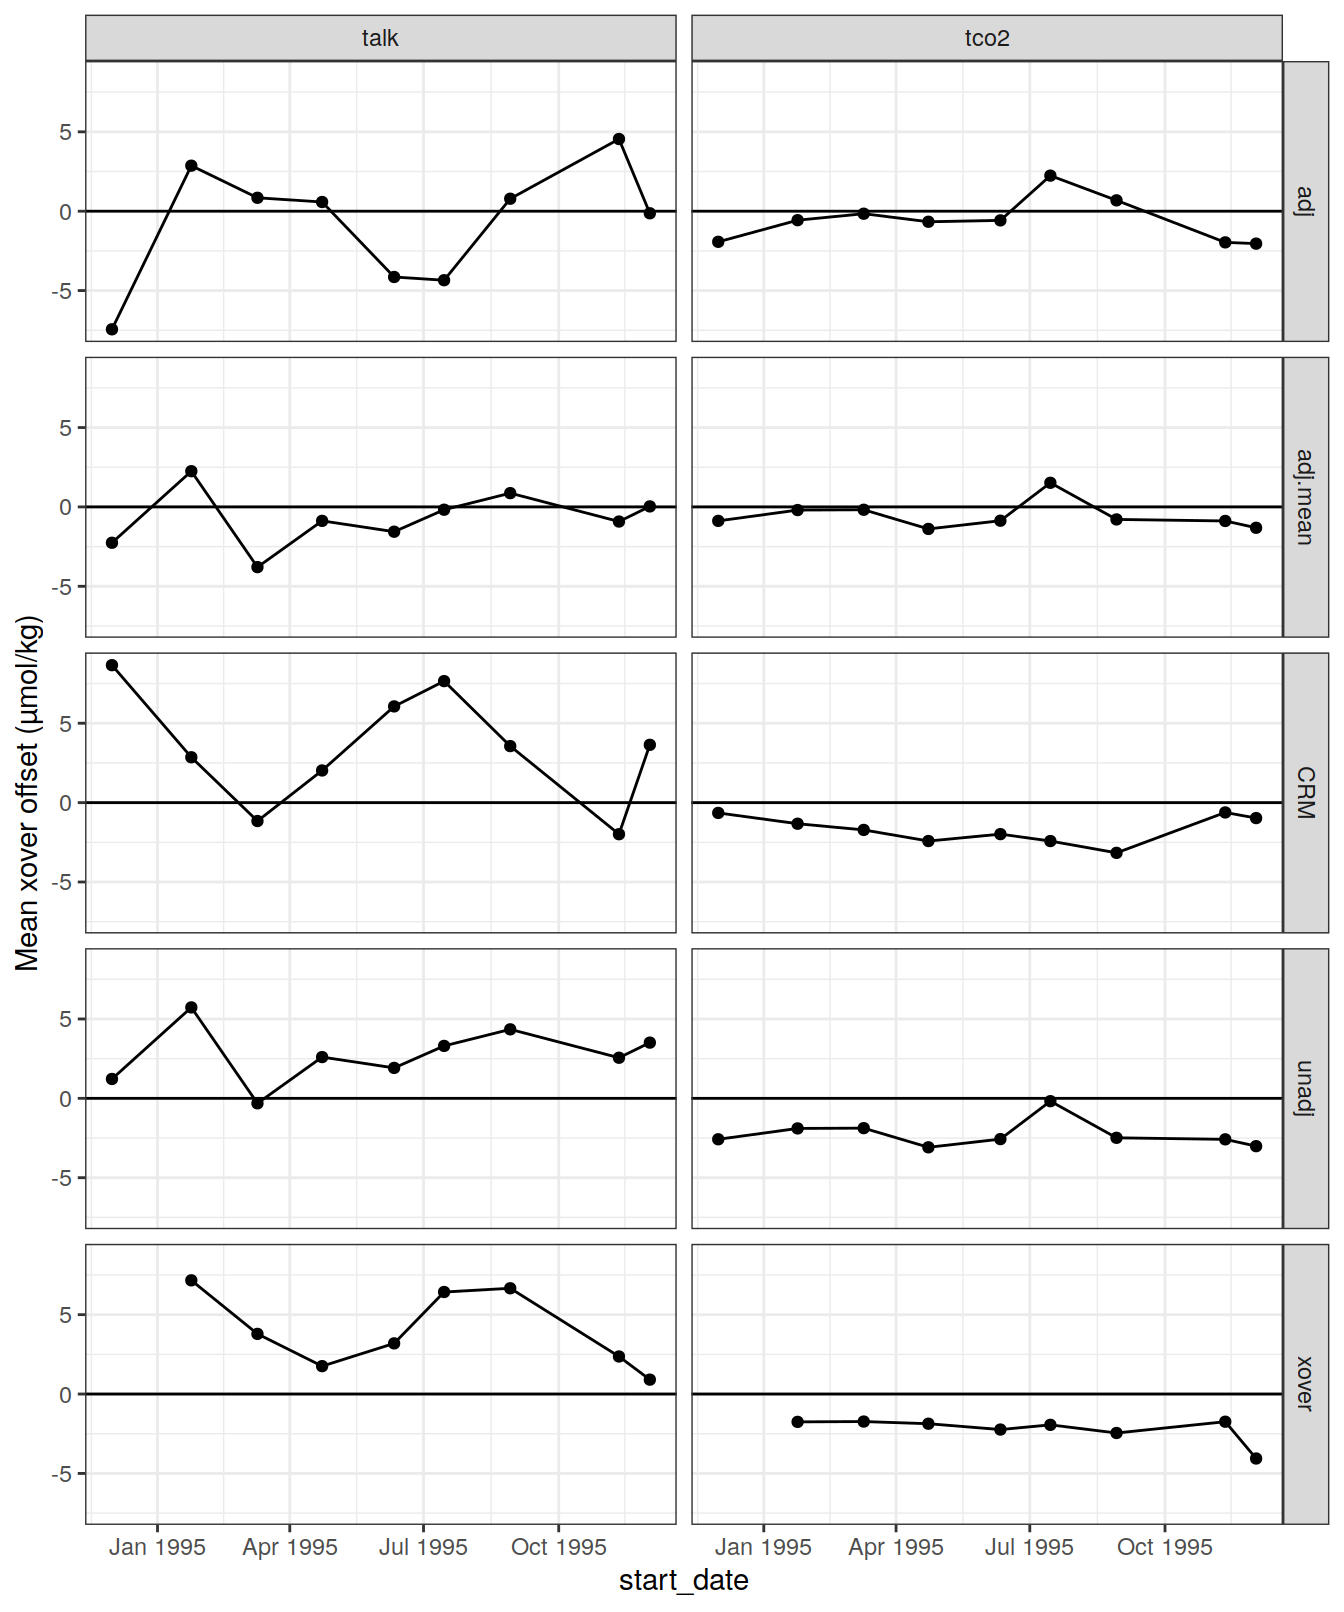 talk
tco2
5
0
-5
adj
5
0
-5
adj.mean
5
0
-5
CRM
5
0
-5
unadj
5
0
-5
xover
Mean xover offset (µmol/kg)
Jan 1995 Apr 1995 Jul 1995 Oct 1995
Jan 1995 Apr 1995 Jul 1995 Oct 1995
start_date